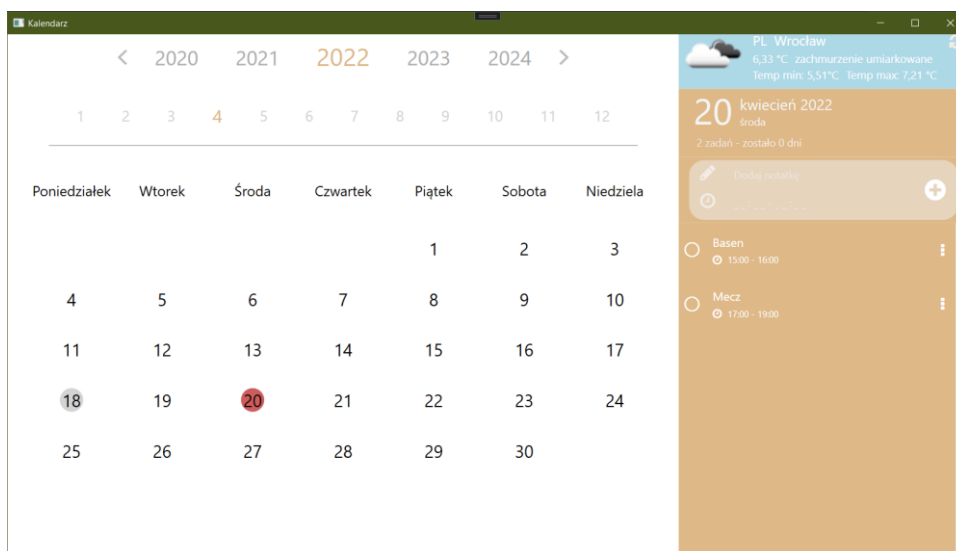 Kalendarz
2020 2021 2022 2023 2024
1 2 3 4 5 6 7 8 9 10 11 12
Poniedziałek Wtorek Środa Czwartek Piątek Sobota Niedziela
1 2 3
4 5 6 7 8 9 10
11 12 13 14 15 16 17
18 19 20 21 22 23 24
25 26 27 28 29 30
PL Wrocław
6,33 °C zachmurzenie umiarkowane
Temp min: 5,51°C Temp max: 7,21 °C
20 kwiecień 2022
środa
2 zadań - zostało 0 dni
Dodaj notatkę
Basen
15:00 - 16:00
Mecz
17:00 - 19:00